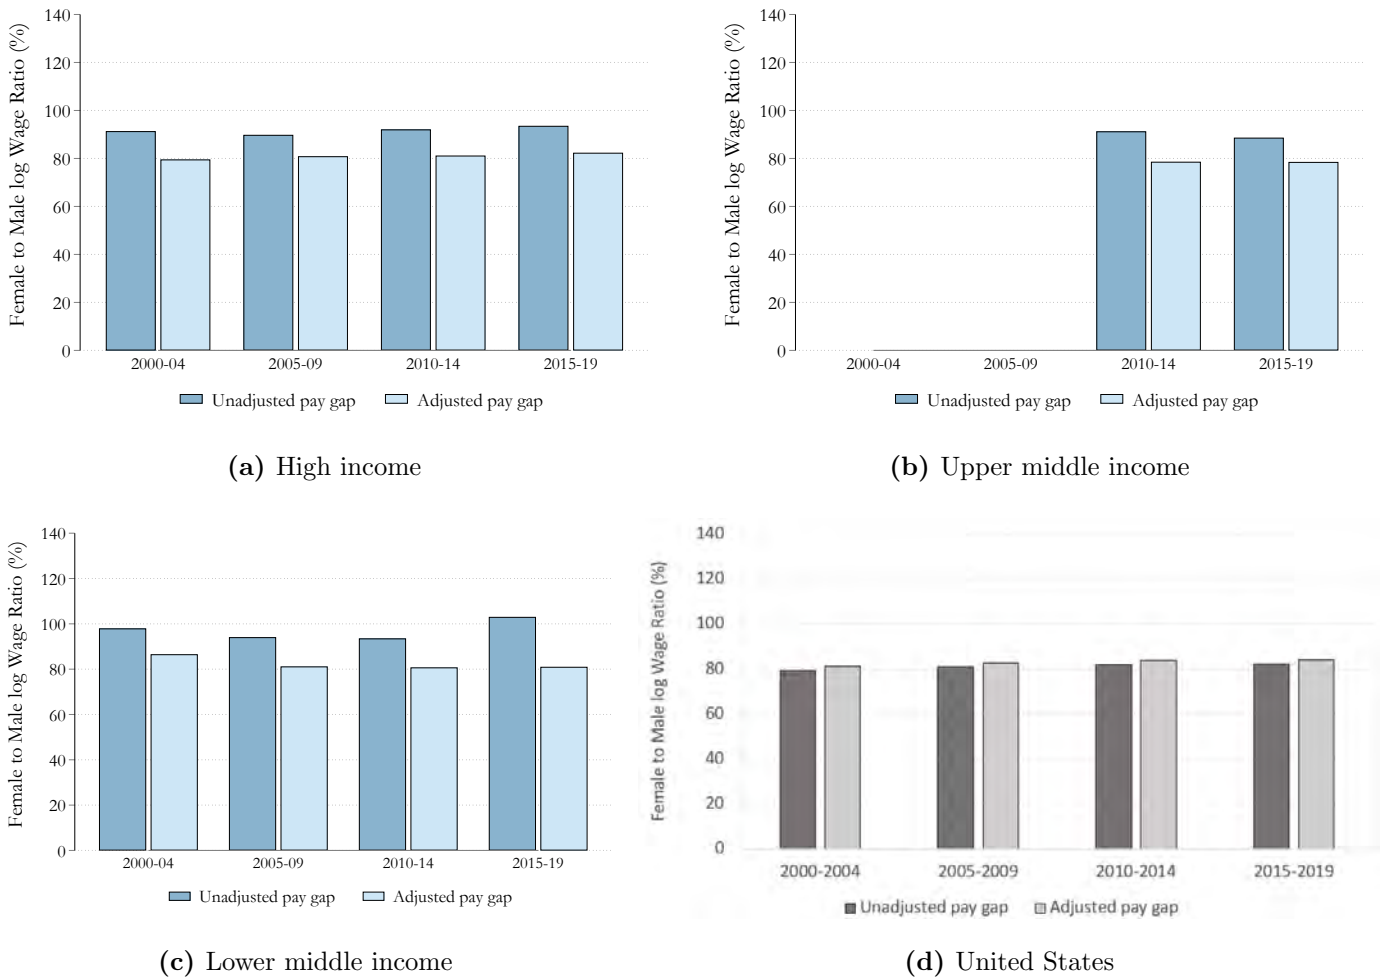 Female to Male log Wage Ratio (%)
140
120
100
80
60
40
20
0
2000-04 2005-09 2010-14 2015-19
Unadjusted pay gap Adjusted pay gap
(a) High income
Female to Male log Wage Ratio (%)
140
120
100
80
60
40
20
0
2000-04 2005-09 2010-14 2015-19
Unadjusted pay gap Adjusted pay gap
(b) Upper middle income
Female to Male log Wage Ratio (%)
140
120
100
80
60
40
20
0
2000-04 2005-09 2010-14 2015-19
Unadjusted pay gap Adjusted pay gap
(c) Lower middle income
Female to Male log Wage Ratio (%)
140
120
100
80
60
40
20
0
2000-2004 2005-2009 2010-2014 2015-2019
Unadjusted pay gap Adjusted pay gap
(d) United States